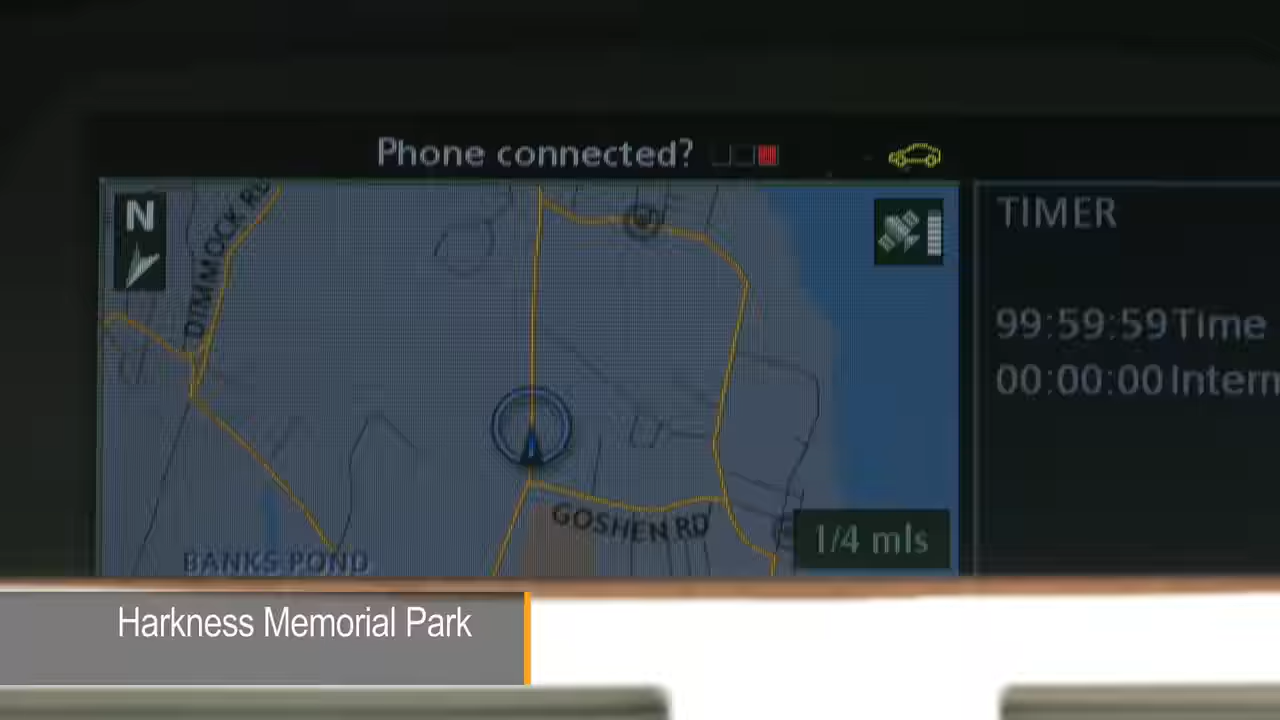 Phone connected?
N
DIMMOCK RD
TIMER
99:59:59 Time
00:00:00 Intern
GOSHEN RD
1/4 mls
BANKS POND
Harkness Memorial Park